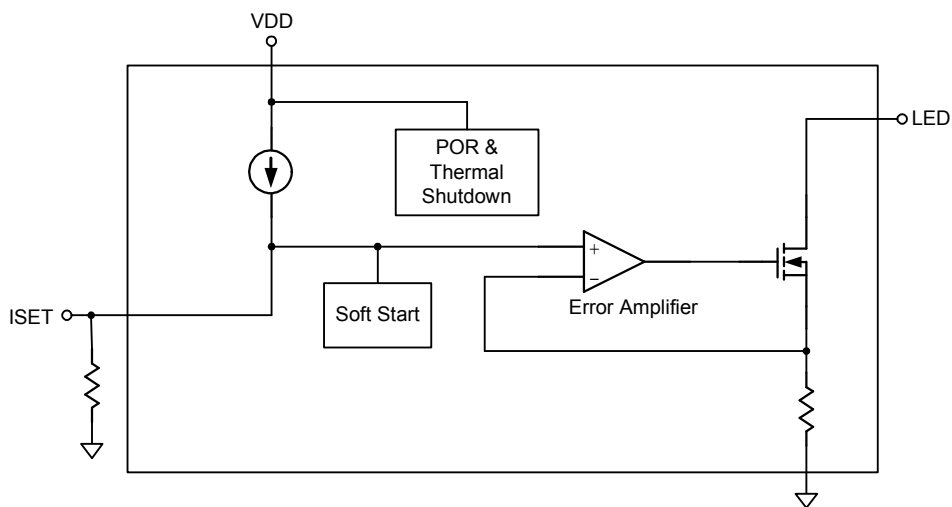 VDD
LED
POR &
Thermal
Shutdown
+
−
Error Amplifier
Soft Start
ISET